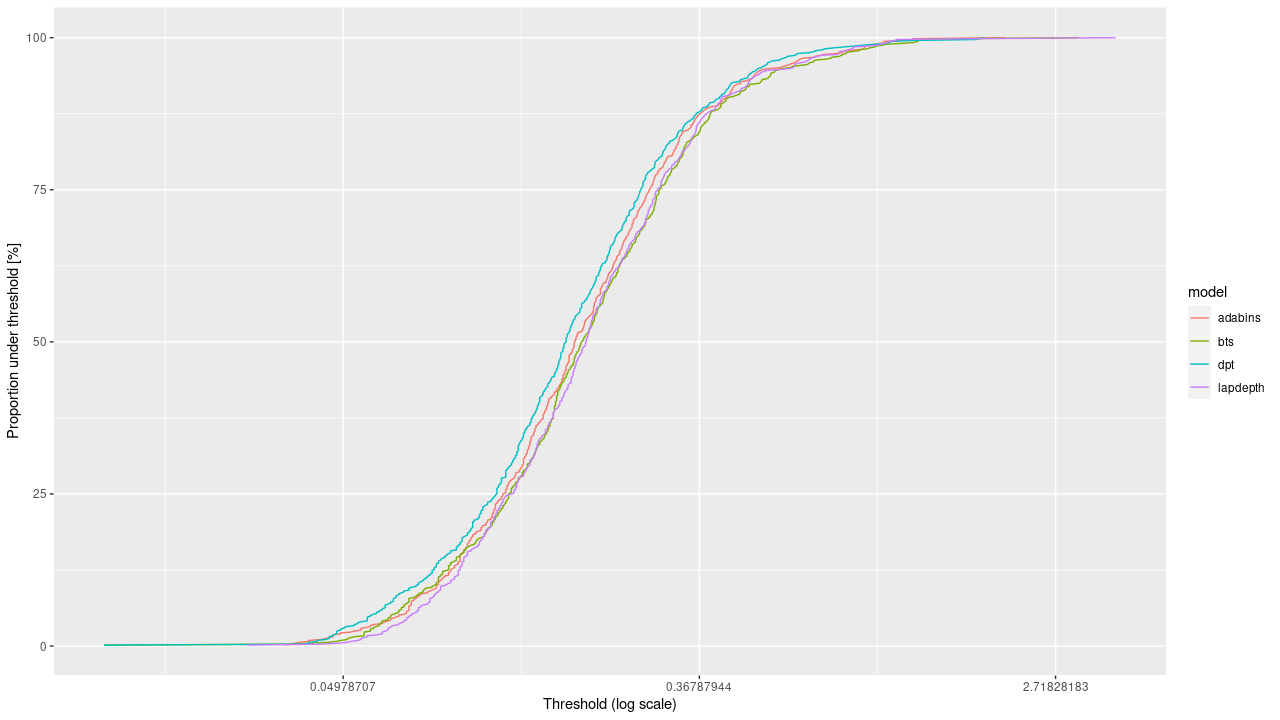 Proportion under threshold [%]
100
75
50
25
0
0.04978707
0.36787944
2.71828183
Threshold (log scale)
model
adabins
bts
dpt
lapdepth